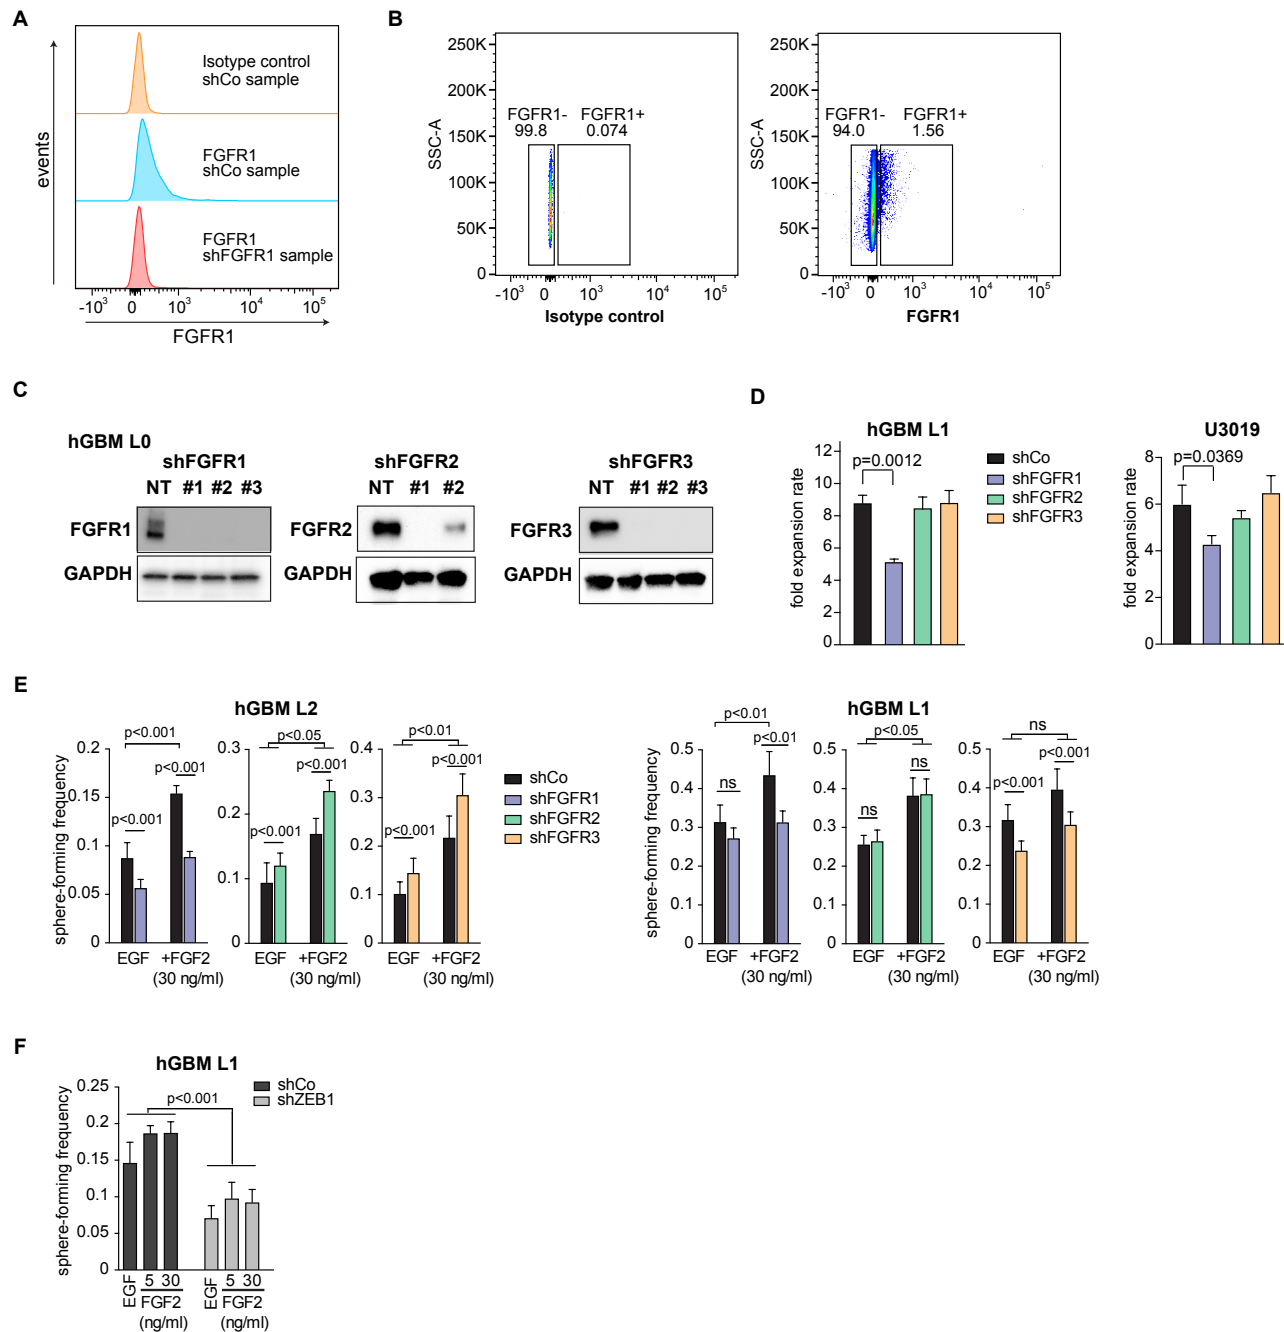 A
Isotype control
shCo sample
FGFR1
shCo sample
FGFR1
shFGFR1 sample
events
-10³ 0 10³ 10⁴ 10⁵
FGFR1
B
250K
200K
150K
100K
50K
0
SSC-A
FGFR1- FGFR1+
99.8 0.074
-10³ 0 10³ 10⁴ 10⁵
Isotype control
250K
200K
150K
100K
50K
0
SSC-A
FGFR1- FGFR1+
94.0 1.56
-10³ 0 10³ 10⁴ 10⁵
FGFR1
C
hGBM L0
shFGFR1
NT #1 #2 #3
FGFR1
GAPDH
shFGFR2
NT #1 #2
FGFR2
GAPDH
shFGFR3
NT #1 #2 #3
FGFR3
GAPDH
D
hGBM L1
12
10
8
6
4
2
0
fold expansion rate
p=0.0012
shCo
shFGFR1
shFGFR2
shFGFR3
U3019
8
6
4
2
0
fold expansion rate
p=0.0369
E
hGBM L2
sphere-forming frequency
0.2
0.15
0.1
0.05
0
p<0.001
p<0.001
p<0.001
EGF +FGF2
(30 ng/ml)
0.3
0.2
0.1
0
p<0.05
p<0.001
p<0.001
EGF +FGF2
(30 ng/ml)
0.4
0.3
0.2
0.1
0
p<0.01
p<0.001
p<0.001
EGF +FGF2
(30 ng/ml)
shCo
shFGFR1
shFGFR2
shFGFR3
hGBM L1
sphere-forming frequency
0.5
0.4
0.3
0.2
0.1
0
p<0.01
p<0.01
ns
EGF +FGF2
(30 ng/ml)
0.5
0.4
0.3
0.2
0.1
0
p<0.05
ns
ns
EGF +FGF2
(30 ng/ml)
0.5
0.4
0.3
0.2
0.1
0
ns
p<0.001
p<0.001
EGF +FGF2
(30 ng/ml)
F
hGBM L1
sphere-forming frequency
0.25
0.2
0.15
0.1
0.05
0
p<0.001
shCo
shZEB1
EGF 5 30 EGF 5 30
FGF2 FGF2
(ng/ml) (ng/ml)